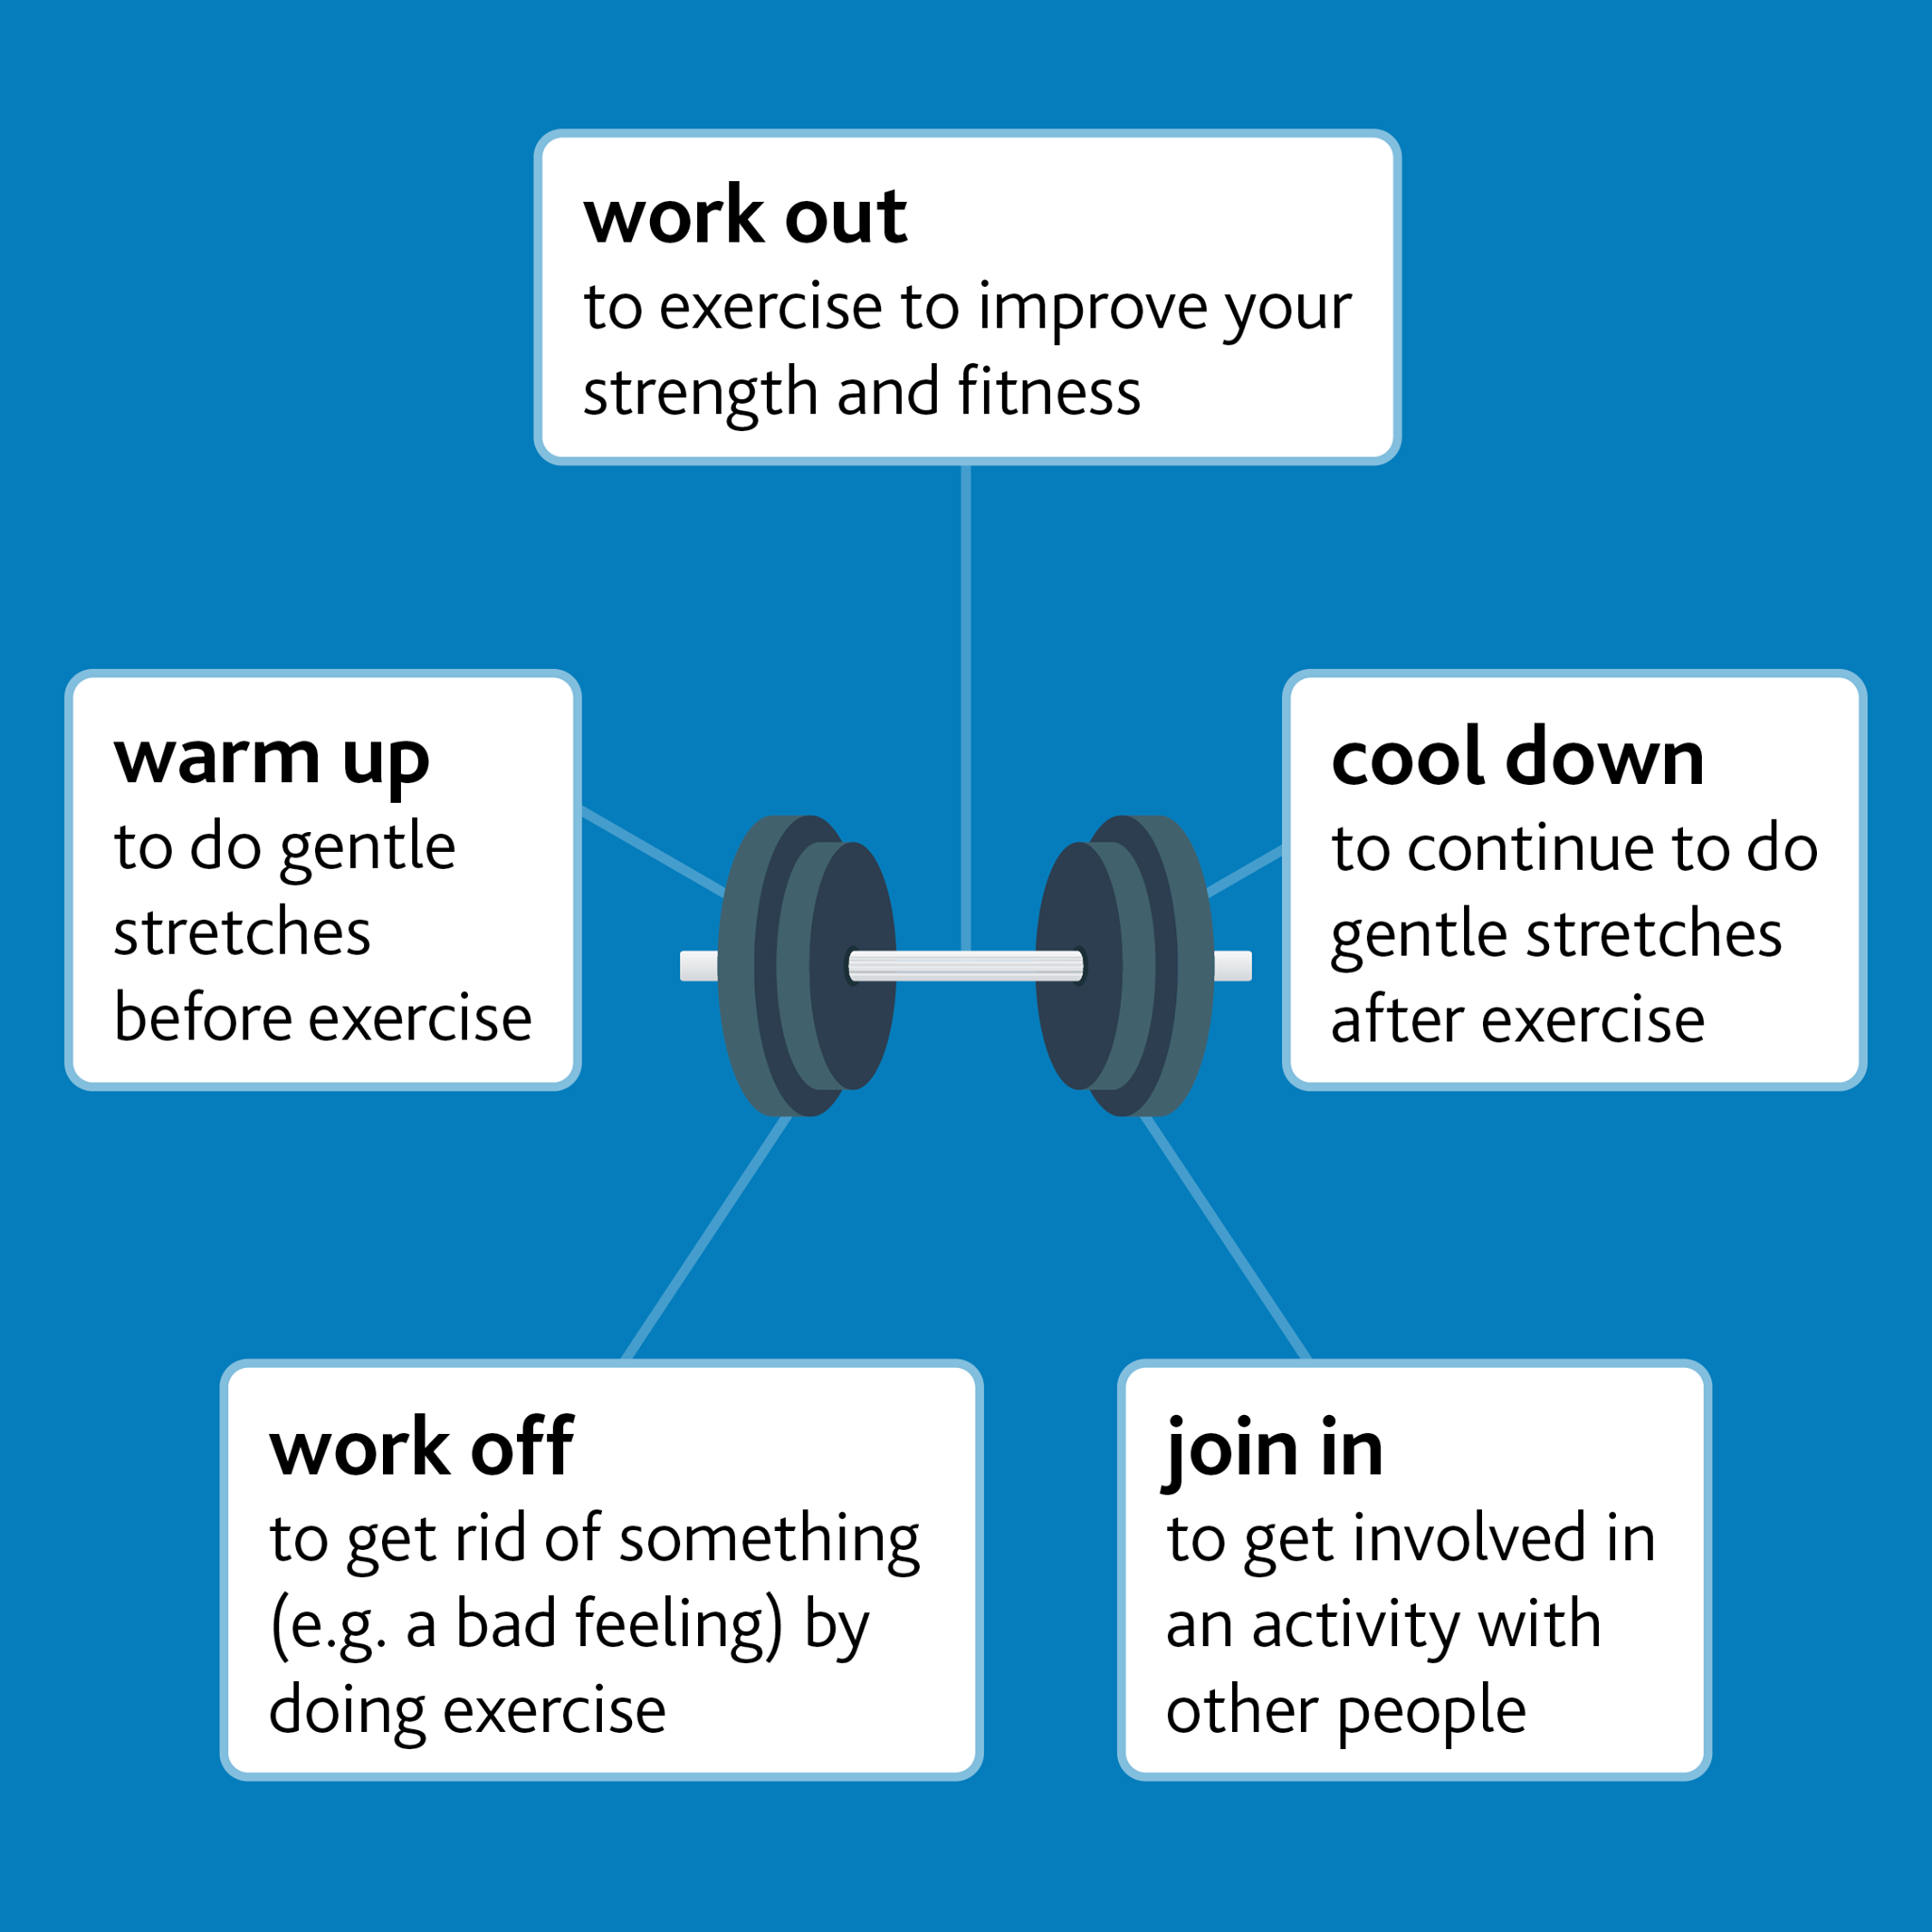 work out
to exercise to improve your
strength and fitness
warm up
to do gentle
stretches
before exercise
cool down
to continue to do
gentle stretches
after exercise
work off
to get rid of something
(e.g. a bad feeling) by
doing exercise
join in
to get involved in
an activity with
other people